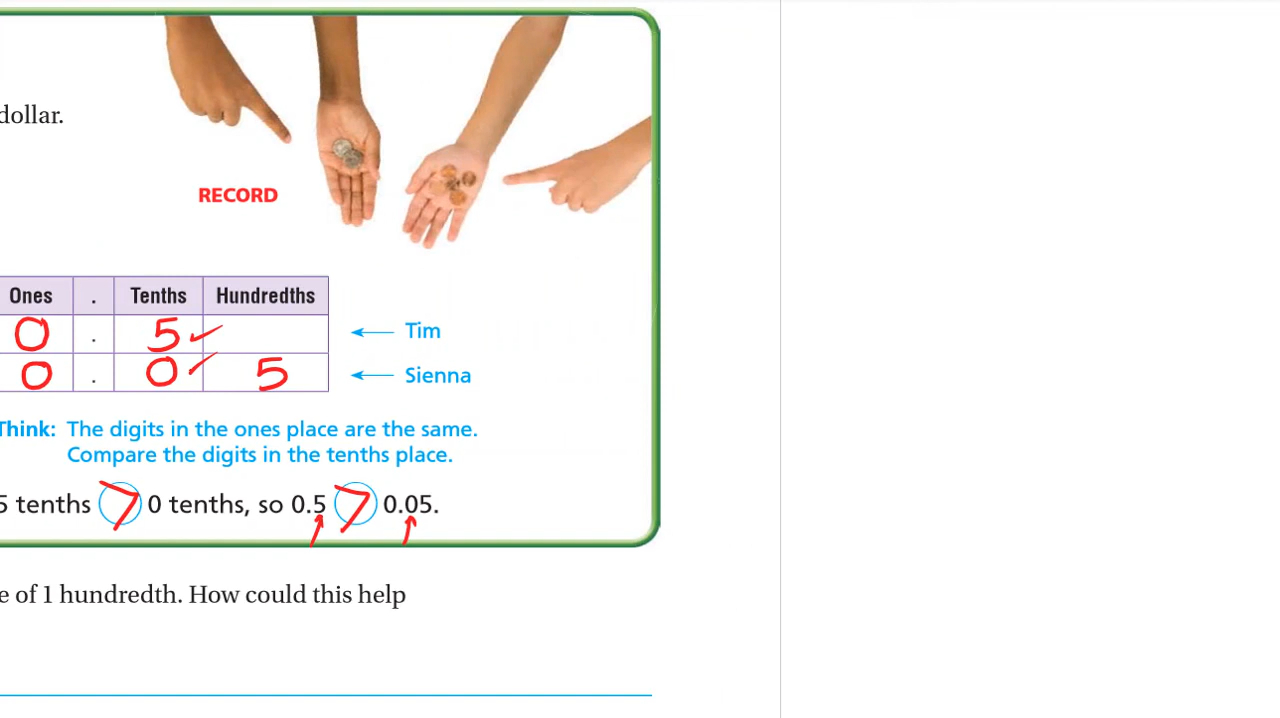 dollar.
RECORD
Ones . Tenths Hundredths
0 . 5
Tim
0 . 0 5
Sienna
Think: The digits in the ones place are the same.
Compare the digits in the tenths place.
5 tenths > 0 tenths, so 0.5 > 0.05.
e of 1 hundredth. How could this help